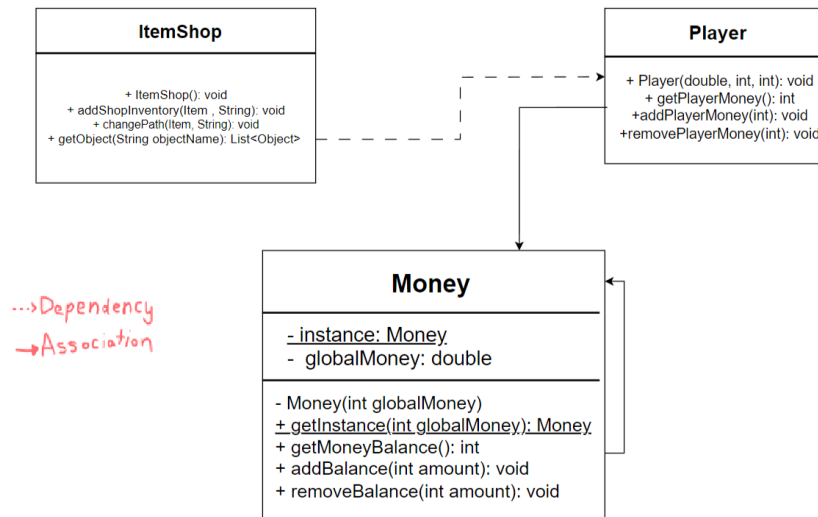 ItemShop
+ ItemShop(): void
+ addShopInventory(Item , String): void
+ changePath(Item, String): void
+ getObject(String objectName): List<Object>
Player
+ Player(double, int, int): void
+ getPlayerMoney(): int
+addPlayerMoney(int): void
+removePlayerMoney(int): void
Money
- instance: Money
- globalMoney: double
- Money(int globalMoney)
+ getInstance(int globalMoney): Money
+ getMoneyBalance(): int
+ addBalance(int amount): void
+ removeBalance(int amount): void
Dependency
Association